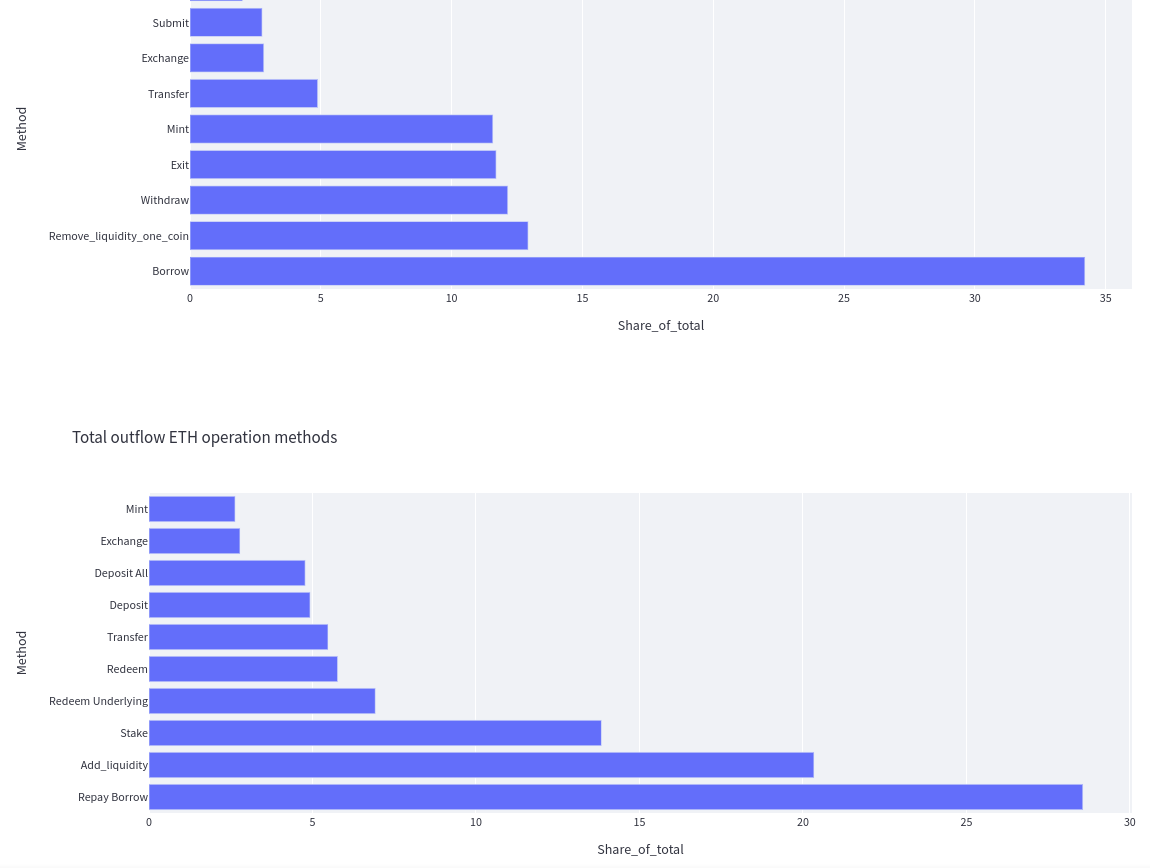 Submit
Exchange
Transfer
Mint
Exit
Withdraw
Remove_liquidity_one_coin
Borrow
Method
0 5 10 15 20 25 30 35
Share_of_total
Total outflow ETH operation methods
Mint
Exchange
Deposit All
Deposit
Transfer
Redeem
Redeem Underlying
Stake
Add_liquidity
Repay Borrow
Method
0 5 10 15 20 25 30
Share_of_total